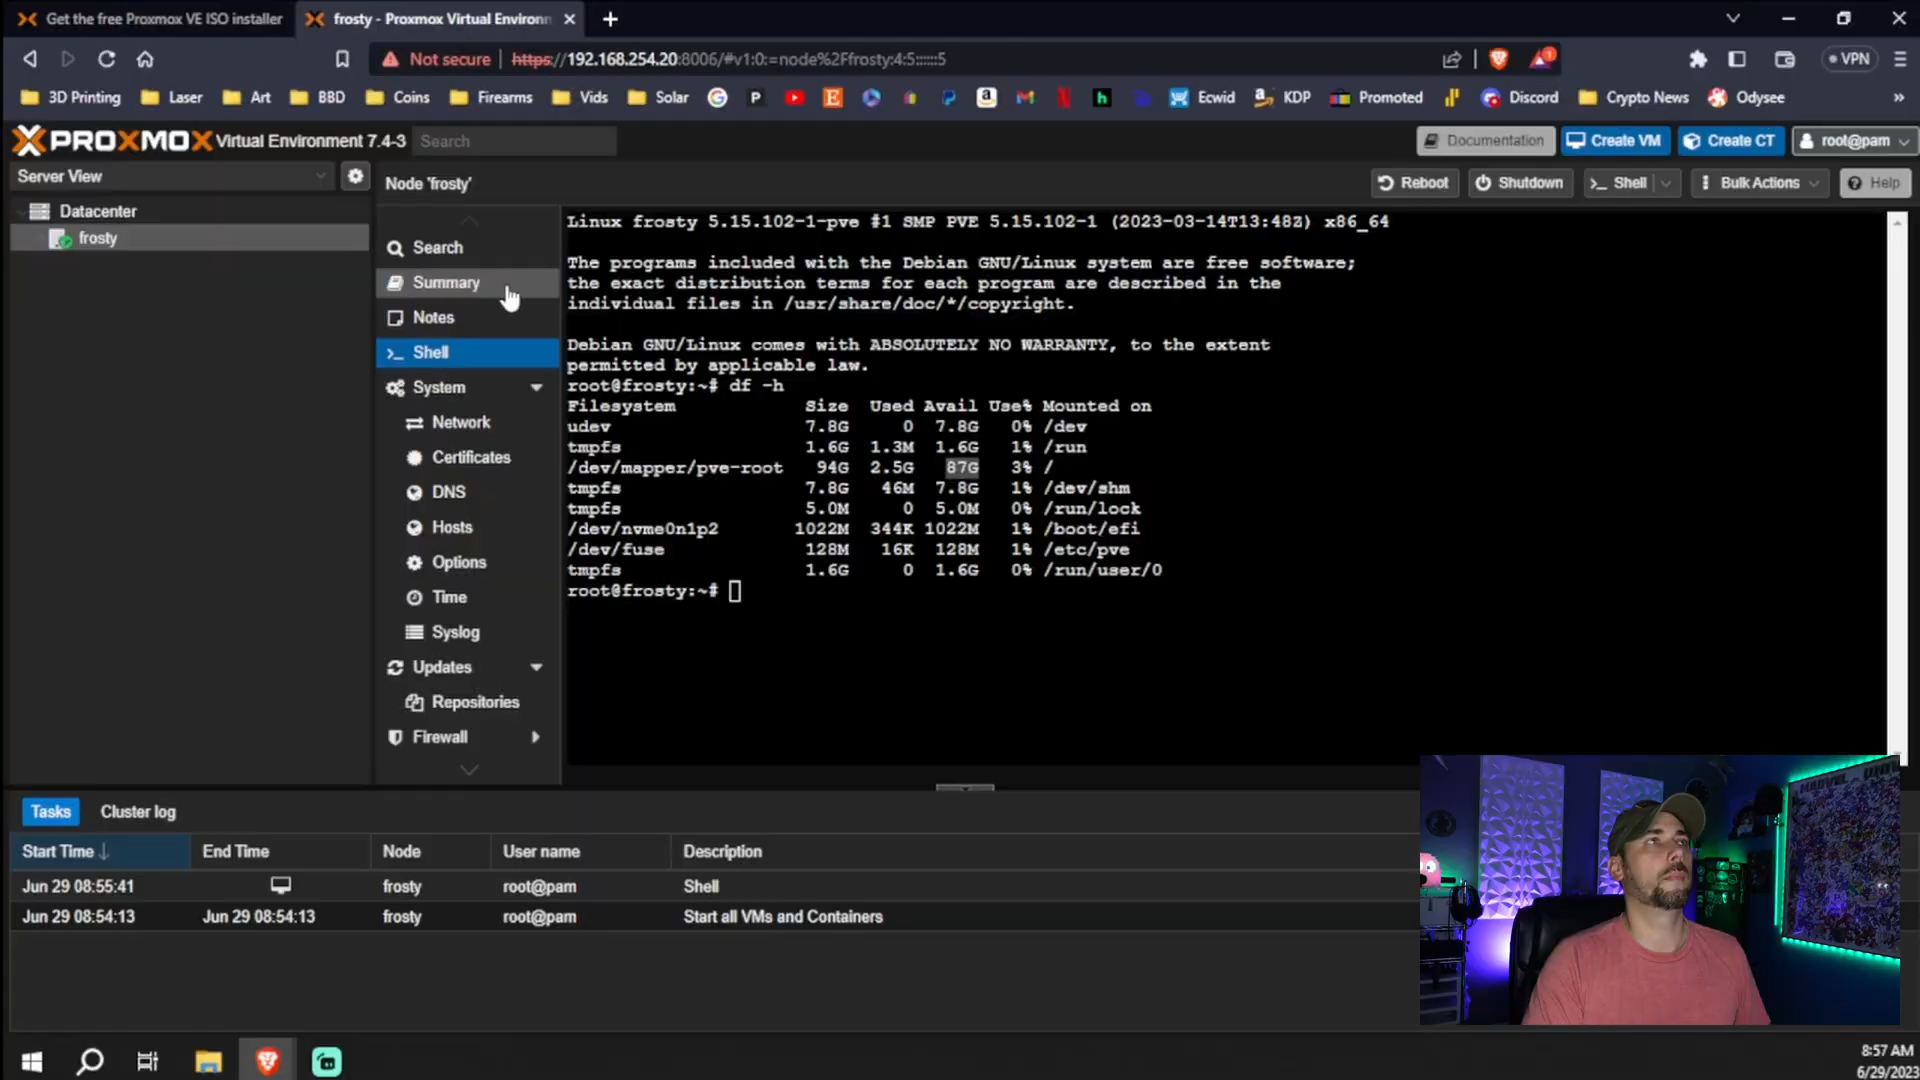 Get the free Proxmox VE ISO installer
frosty - Proxmox Virtual Environn
Not secure https://192.168.254.20:8006/#v1:0:=node%2Ffrosty:4:5::::::5
VPN
3D Printing Laser Art BBD Coins Firearms Vids Solar Ecwid KDP Promoted Discord Crypto News Odysee
PROXMOX Virtual Environment 7.4-3 Search Documentation Create VM Create CT root@pam
Server View
Node 'frosty' Reboot Shutdown Shell Bulk Actions Help
Datacenter
frosty
Search
Summary
Notes
Shell
System
Network
Certificates
DNS
Hosts
Options
Time
Syslog
Updates
Repositories
Firewall
Linux frosty 5.15.102-1-pve #1 SMP PVE 5.15.102-1 (2023-03-14T13:48Z) x86_64
The programs included with the Debian GNU/Linux system are free software;
the exact distribution terms for each program are described in the
individual files in /usr/share/doc/*/copyright.
Debian GNU/Linux comes with ABSOLUTELY NO WARRANTY, to the extent
permitted by applicable law.
root@frosty:~# df -h
Filesystem Size Used Avail Use% Mounted on
udev 7.8G 0 7.8G 0% /dev
tmpfs 1.6G 1.3M 1.6G 1% /run
/dev/mapper/pve-root 94G 2.5G 87G 3% /
tmpfs 7.8G 46M 7.8G 1% /dev/shm
tmpfs 5.0M 0 5.0M 0% /run/lock
/dev/nvme0n1p2 1022M 344K 1022M 1% /boot/efi
/dev/fuse 128M 16K 128M 1% /etc/pve
tmpfs 1.6G 0 1.6G 0% /run/user/0
root@frosty:~#
Tasks Cluster log
Start Time End Time Node User name Description
Jun 29 08:55:41 frosty root@pam Shell
Jun 29 08:54:13 Jun 29 08:54:13 frosty root@pam Start all VMs and Containers
8:57 AM
6/29/2023